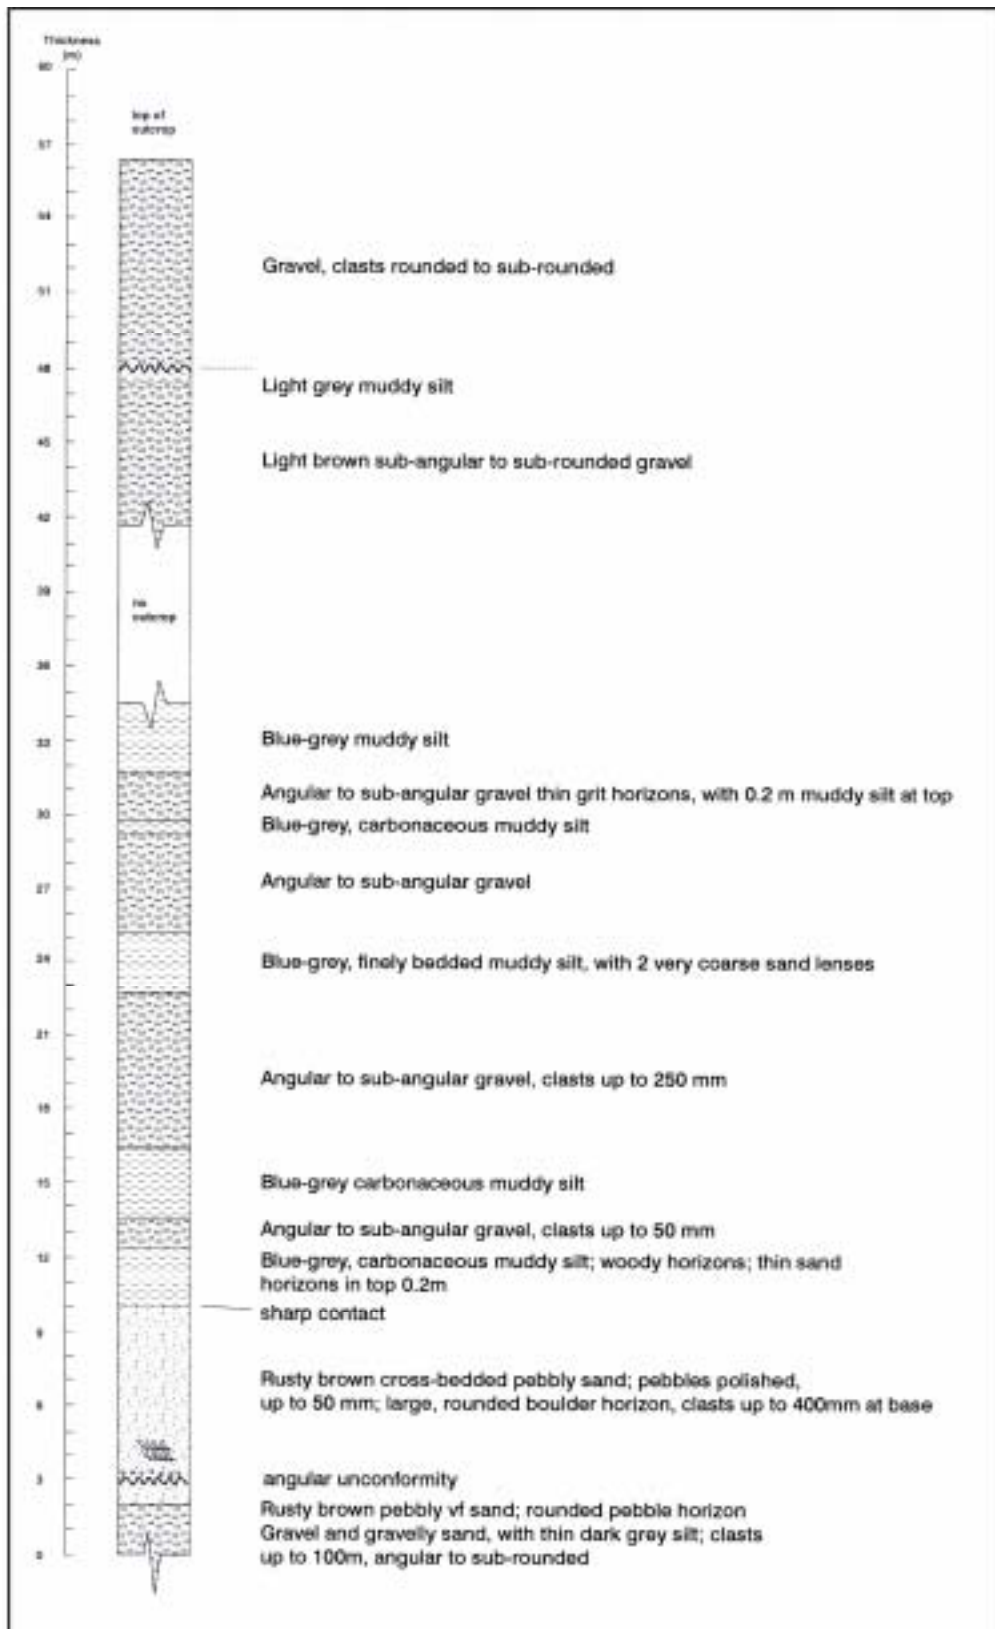 Thickness
(m)
60
top of
outcrop
57
54
Gravel, clasts rounded to sub-rounded
51
48
Light grey muddy silt
45
Light brown sub-angular to sub-rounded gravel
42
39
no
outcrop
36
33
Blue-grey muddy silt
Angular to sub-angular gravel thin grit horizons, with 0.2 m muddy silt at top
30
Blue-grey, carbonaceous muddy silt
27
Angular to sub-angular gravel
24
Blue-grey, finely bedded muddy silt, with 2 very coarse sand lenses
21
Angular to sub-angular gravel, clasts up to 250 mm
18
15
Blue-grey carbonaceous muddy silt
Angular to sub-angular gravel, clasts up to 50 mm
12
Blue-grey, carbonaceous muddy silt; woody horizons; thin sand
horizons in top 0.2m
sharp contact
9
Rusty brown cross-bedded pebbly sand; pebbles polished,
6
up to 50 mm; large, rounded boulder horizon, clasts up to 400mm at base
3
angular unconformity
Rusty brown pebbly vf sand; rounded pebble horizon
Gravel and gravelly sand, with thin dark grey silt; clasts
0
up to 100m, angular to sub-rounded